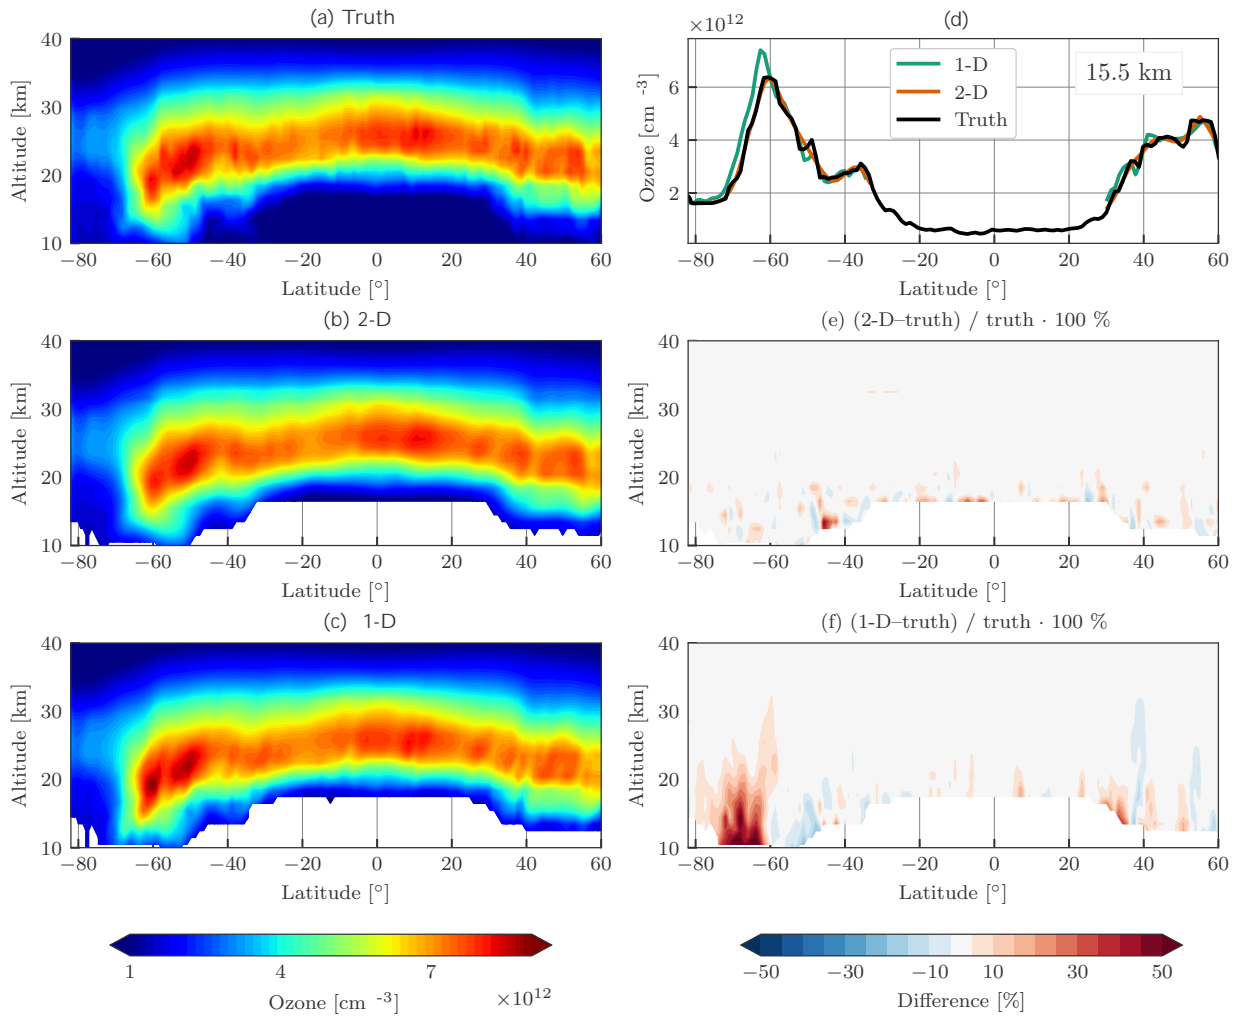 (a) Truth
40
30
20
10
Altitude [km]
−80 −60 −40 −20 0 20 40 60
Latitude [°]
(d)
×10¹²
6
4
2
Ozone [cm ⁻³]
1-D
2-D
Truth
15.5 km
−80 −60 −40 −20 0 20 40 60
Latitude [°]
(b) 2-D
40
30
20
10
Altitude [km]
−80 −60 −40 −20 0 20 40 60
Latitude [°]
(e) (2-D–truth) / truth · 100 %
40
30
20
10
Altitude [km]
−80 −60 −40 −20 0 20 40 60
Latitude [°]
(c) 1-D
40
30
20
10
Altitude [km]
−80 −60 −40 −20 0 20 40 60
Latitude [°]
(f) (1-D–truth) / truth · 100 %
40
30
20
10
Altitude [km]
−80 −60 −40 −20 0 20 40 60
Latitude [°]
1 4 7
×10¹²
Ozone [cm ⁻³]
−50 −30 −10 10 30 50
Difference [%]